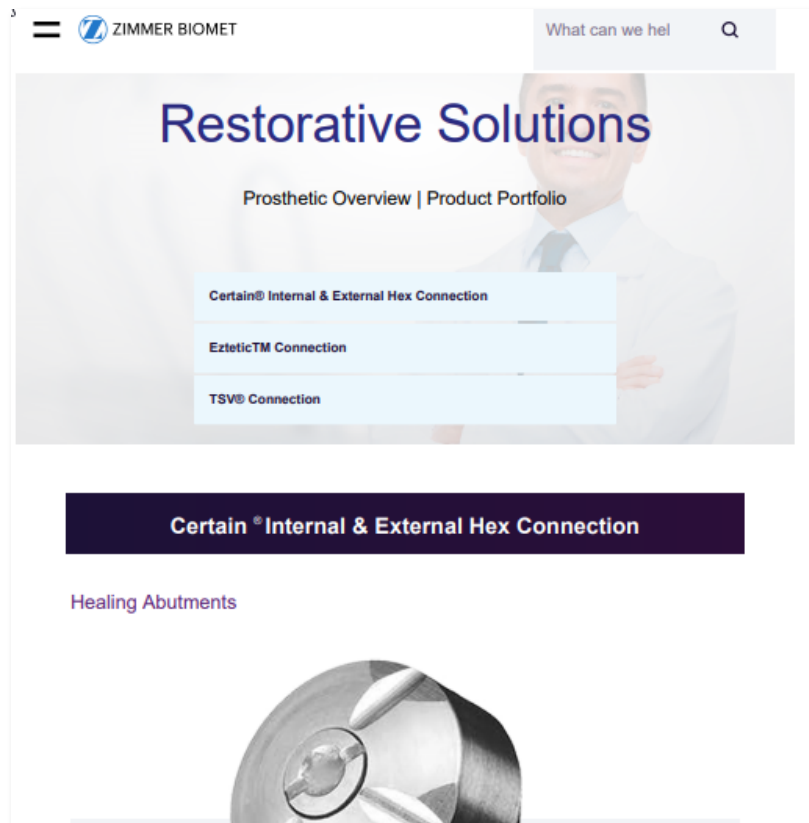 ZIMMER BIOMET
What can we hel
Restorative Solutions
Prosthetic Overview | Product Portfolio
Certain® Internal & External Hex Connection
EzteticTM Connection
TSV® Connection
Certain ® Internal & External Hex Connection
Healing Abutments